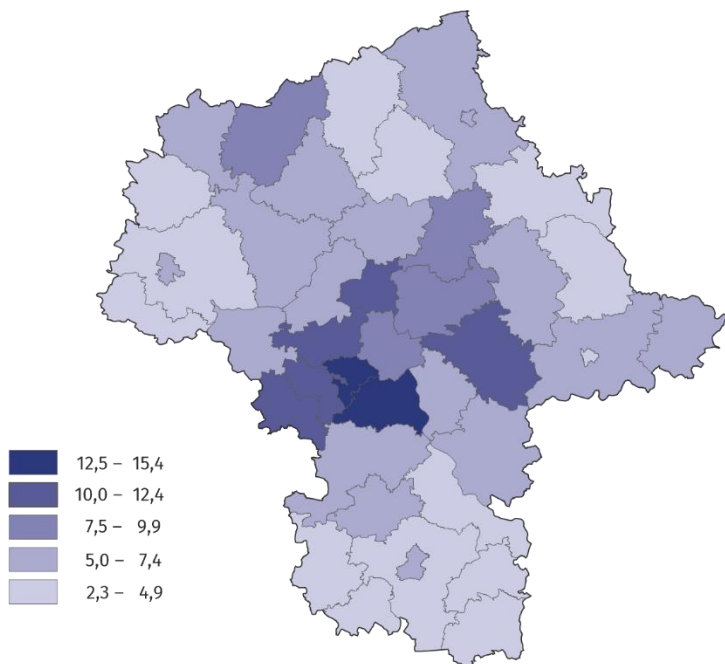 12,5 – 15,4
10,0 – 12,4
7,5 – 9,9
5,0 – 7,4
2,3 – 4,9